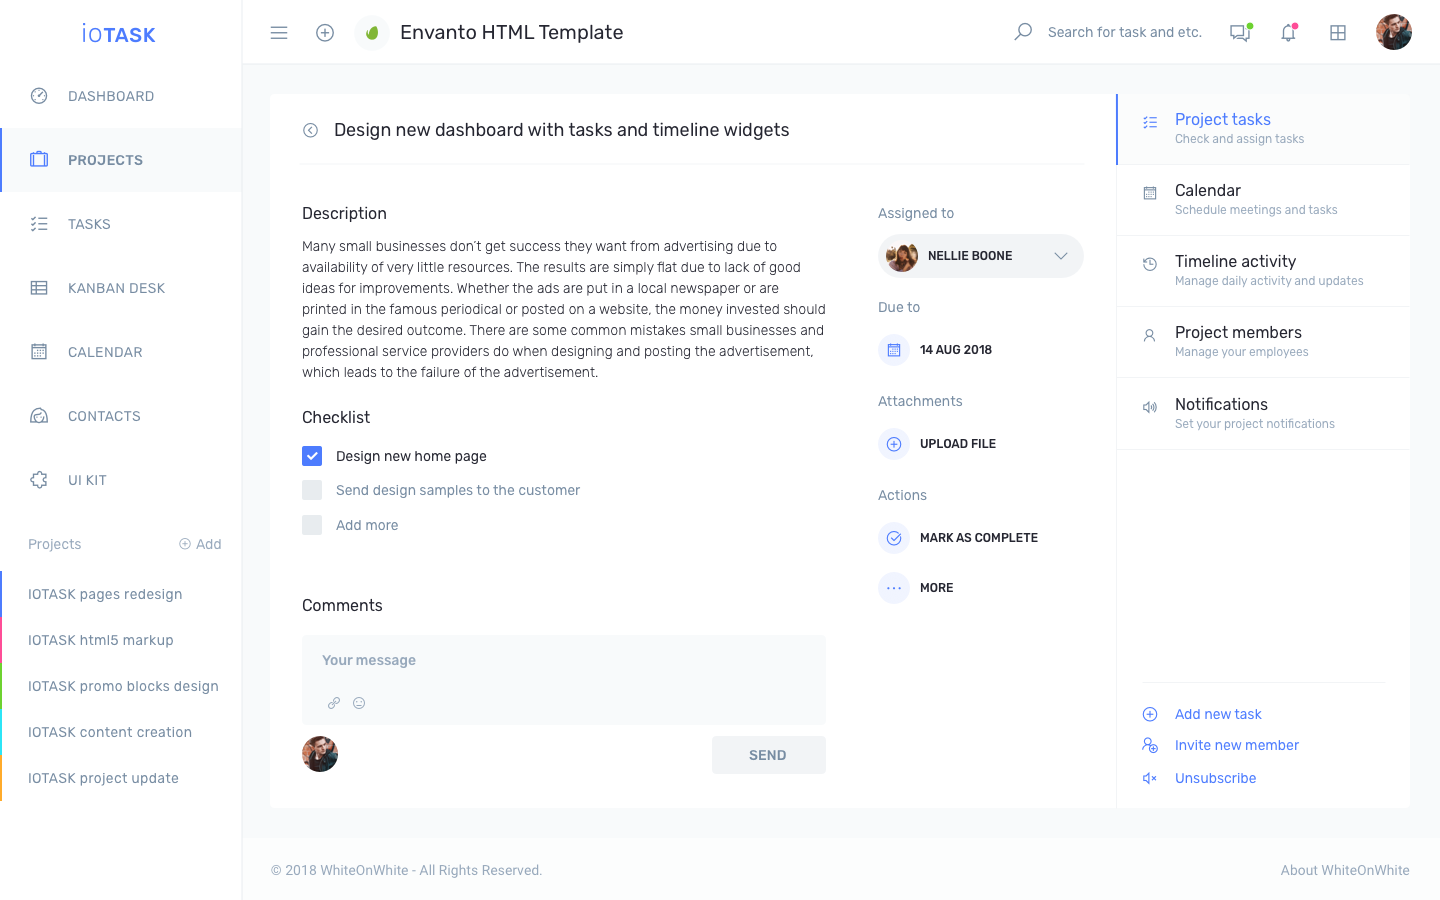 ioTASK
DASHBOARD
PROJECTS
TASKS
KANBAN DESK
CALENDAR
CONTACTS
UI KIT
Projects
Add
IOTASK pages redesign
IOTASK html5 markup
IOTASK promo blocks design
IOTASK content creation
IOTASK project update
Envanto HTML Template
Search for task and etc.
Design new dashboard with tasks and timeline widgets
Description
Many small businesses don't get success they want from advertising due to
availability of very little resources. The results are simply flat due to lack of good
ideas for improvements. Whether the ads are put in a local newspaper or are
printed in the famous periodical or posted on a website, the money invested should
gain the desired outcome. There are some common mistakes small businesses and
professional service providers do when designing and posting the advertisement,
which leads to the failure of the advertisement.
Checklist
Design new home page
Send design samples to the customer
Add more
Comments
Your message
SEND
Assigned to
NELLIE BOONE
Due to
14 AUG 2018
Attachments
UPLOAD FILE
Actions
MARK AS COMPLETE
MORE
Project tasks
Check and assign tasks
Calendar
Schedule meetings and tasks
Timeline activity
Manage daily activity and updates
Project members
Manage your employees
Notifications
Set your project notifications
Add new task
Invite new member
Unsubscribe
© 2018 WhiteOnWhite - All Rights Reserved.
About WhiteOnWhite